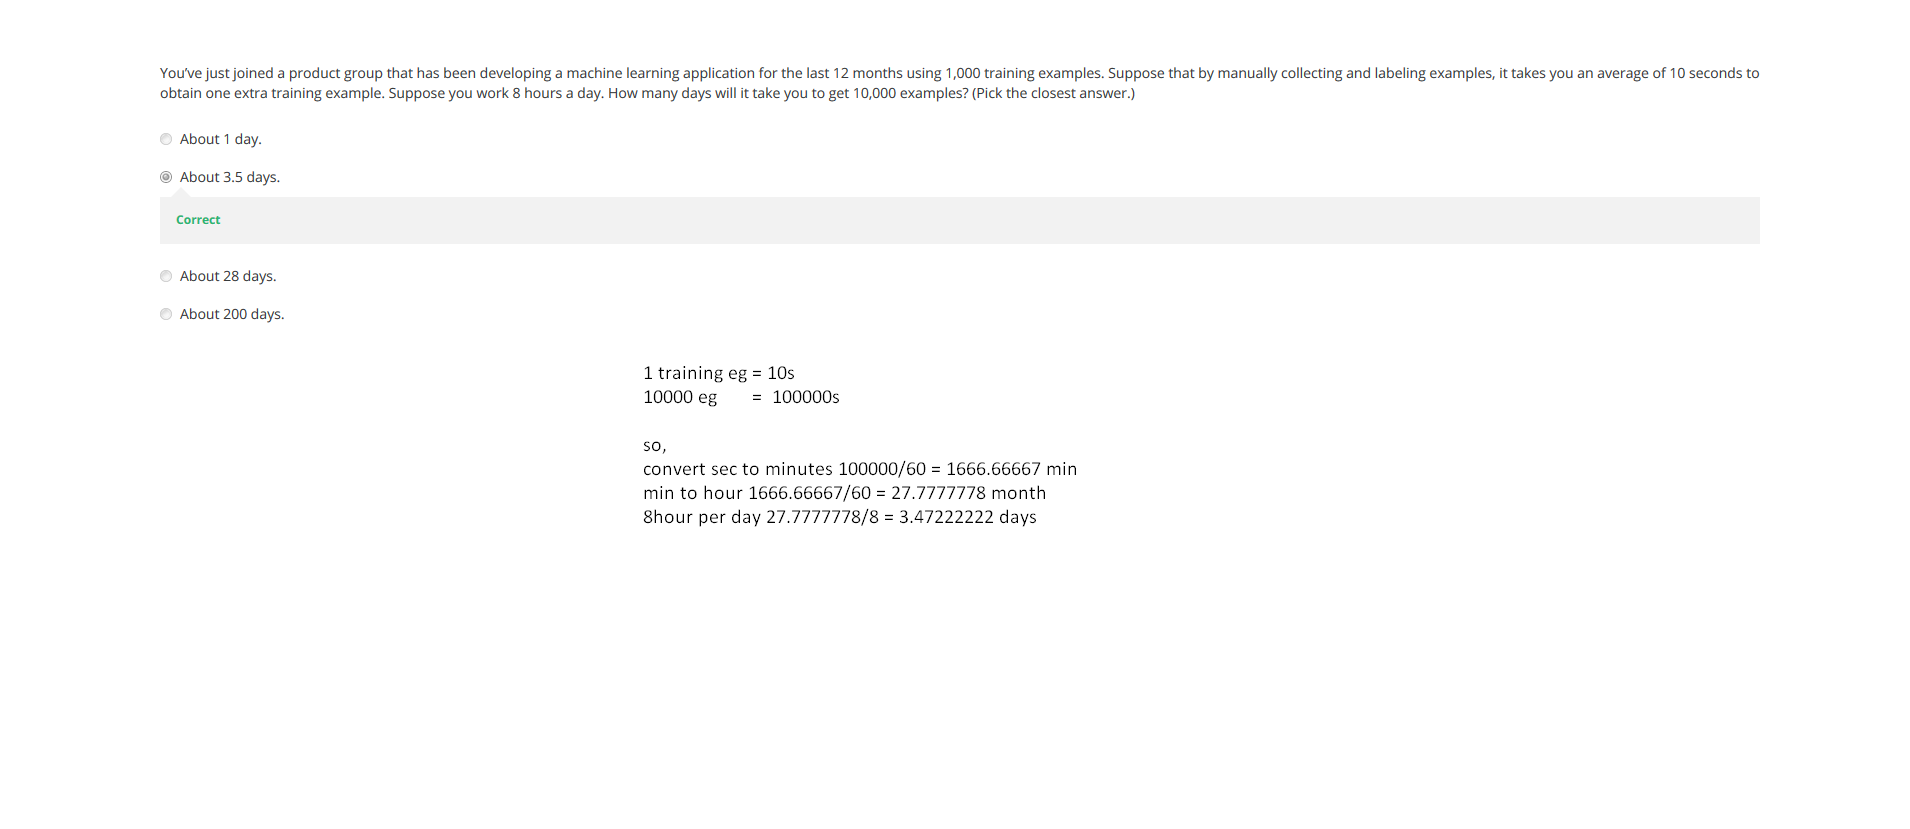 You've just joined a product group that has been developing a machine learning application for the last 12 months using 1,000 training examples. Suppose that by manually collecting and labeling examples, it takes you an average of 10 seconds to
obtain one extra training example. Suppose you work 8 hours a day. How many days will it take you to get 10,000 examples? (Pick the closest answer.)
About 1 day.
About 3.5 days.
Correct
About 28 days.
About 200 days.
1 training eg = 10s
10000 eg = 100000s
so,
convert sec to minutes 100000/60 = 1666.66667 min
min to hour 1666.66667/60 = 27.7777778 month
8hour per day 27.7777778/8 = 3.47222222 days